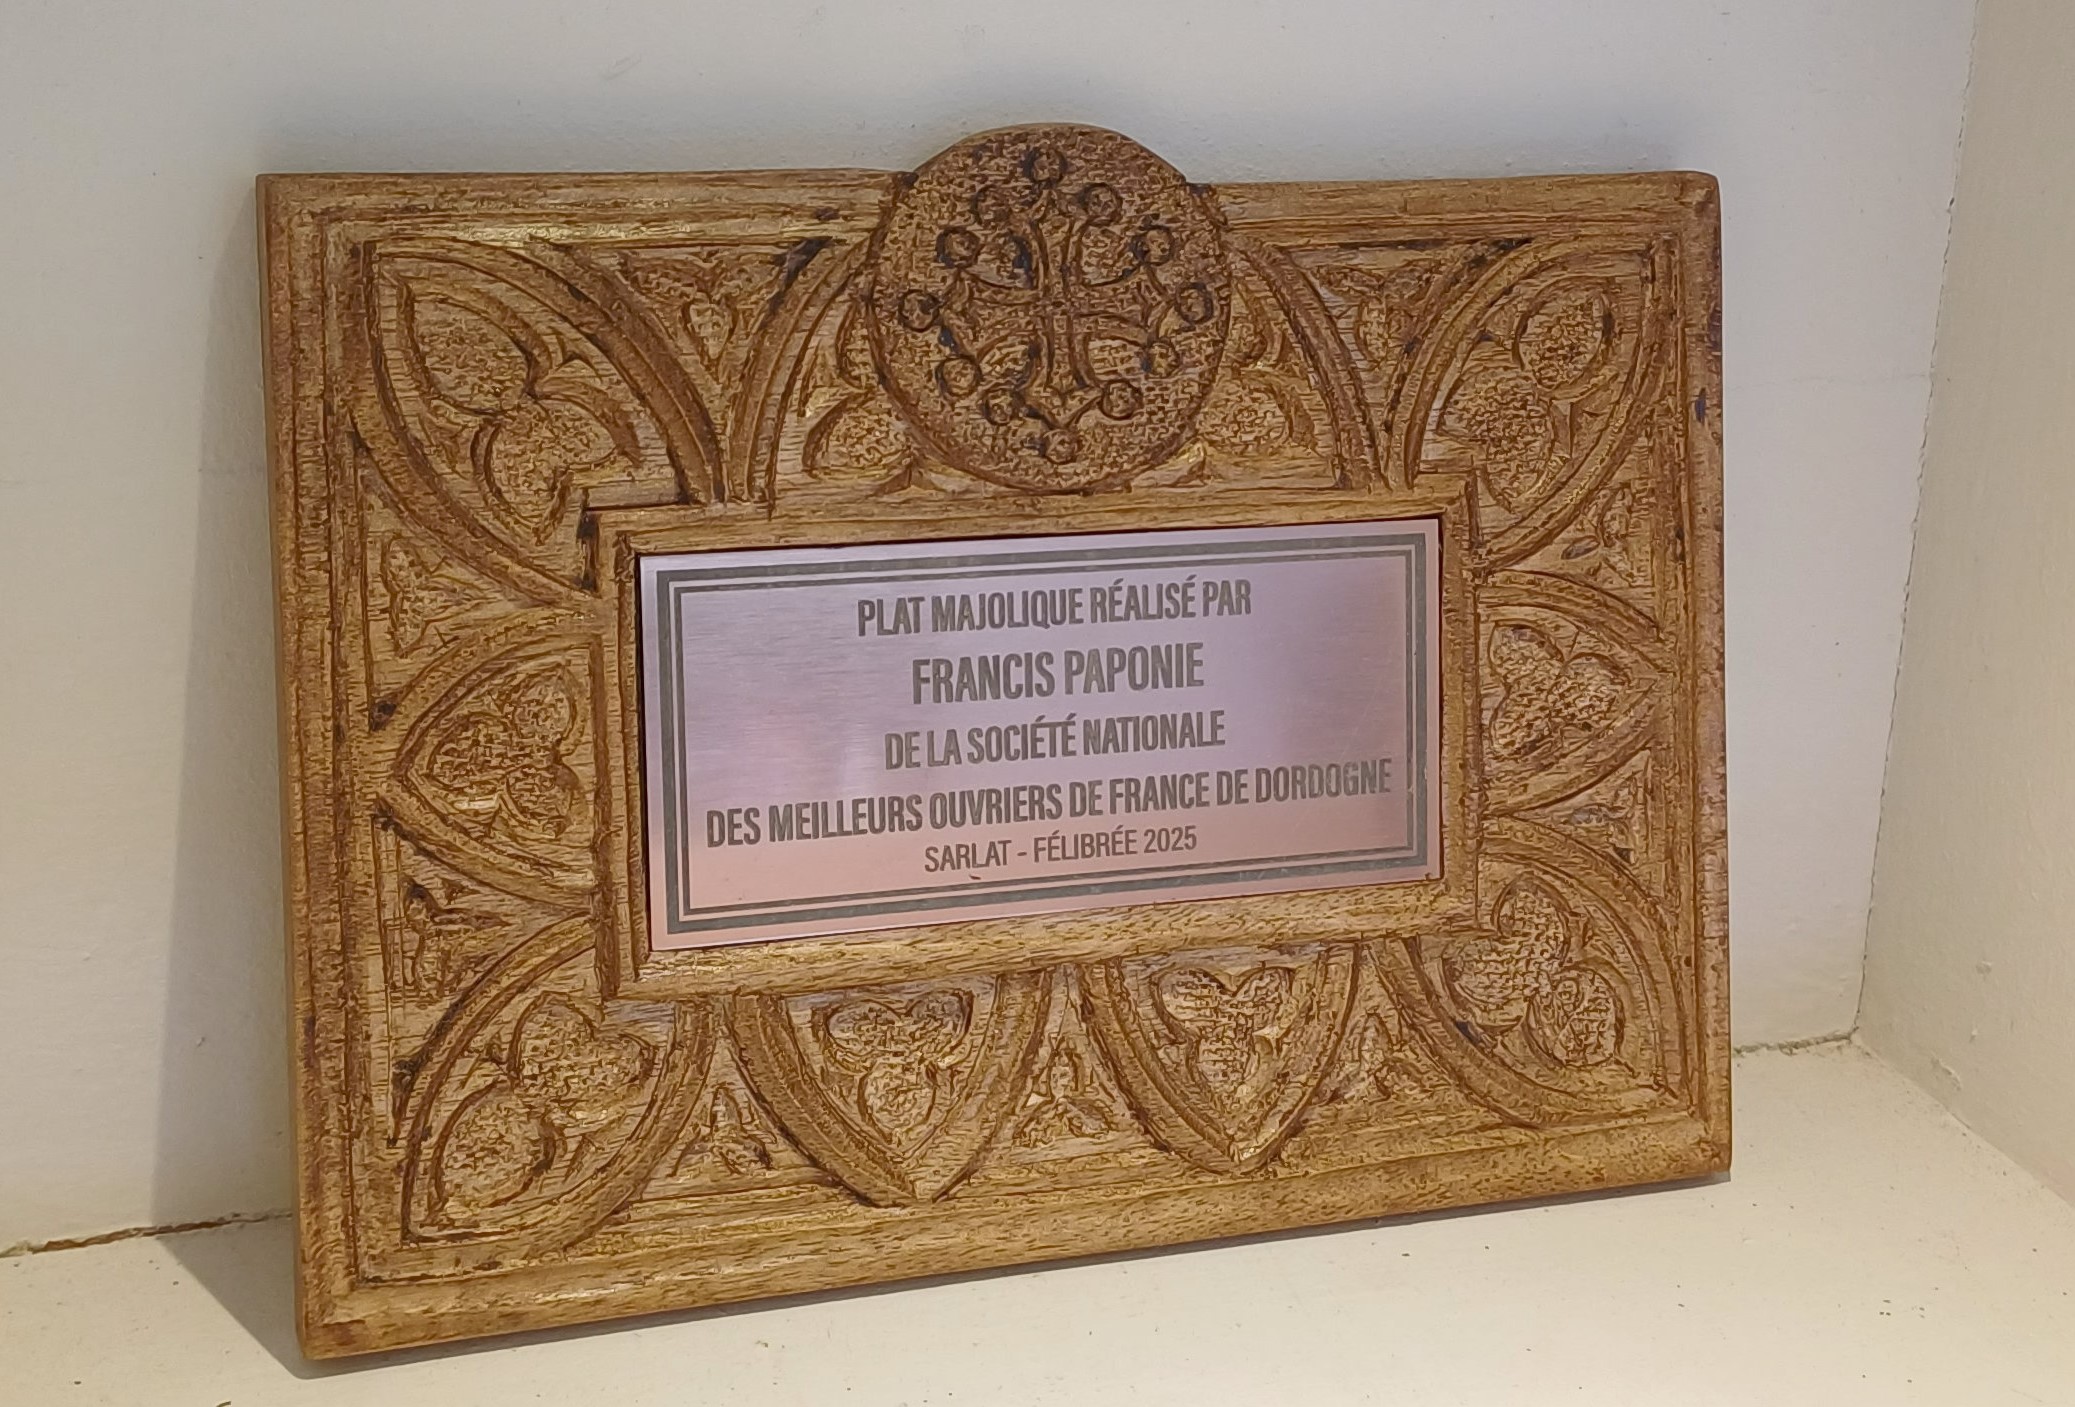 PLAT MAJOLIQUE RÉALISÉ PAR
FRANCIS PAPONIE
DE LA SOCIÉTÉ NATIONALE
DES MEILLEURS OUVRIERS DE FRANCE DE DORDOGNE
SARLAT - FÉLIBRÉE 2025